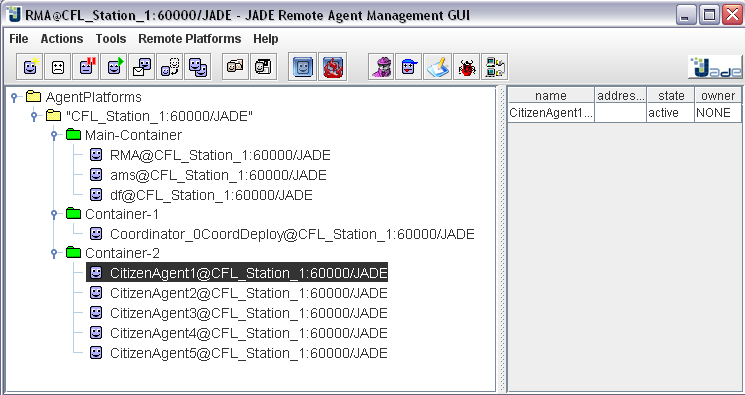 RMA@CFL_Station_1:60000/JADE - JADE Remote Agent Management GUI
File Actions Tools Remote Platforms Help
Jade
AgentPlatforms
"CFL_Station_1:60000/JADE"
Main-Container
RMA@CFL_Station_1:60000/JADE
ams@CFL_Station_1:60000/JADE
df@CFL_Station_1:60000/JADE
Container-1
Coordinator_0CoordDeploy@CFL_Station_1:60000/JADE
Container-2
CitizenAgent1@CFL_Station_1:60000/JADE
CitizenAgent2@CFL_Station_1:60000/JADE
CitizenAgent3@CFL_Station_1:60000/JADE
CitizenAgent4@CFL_Station_1:60000/JADE
CitizenAgent5@CFL_Station_1:60000/JADE
name addres... state owner
CitizenAgent1... active NONE